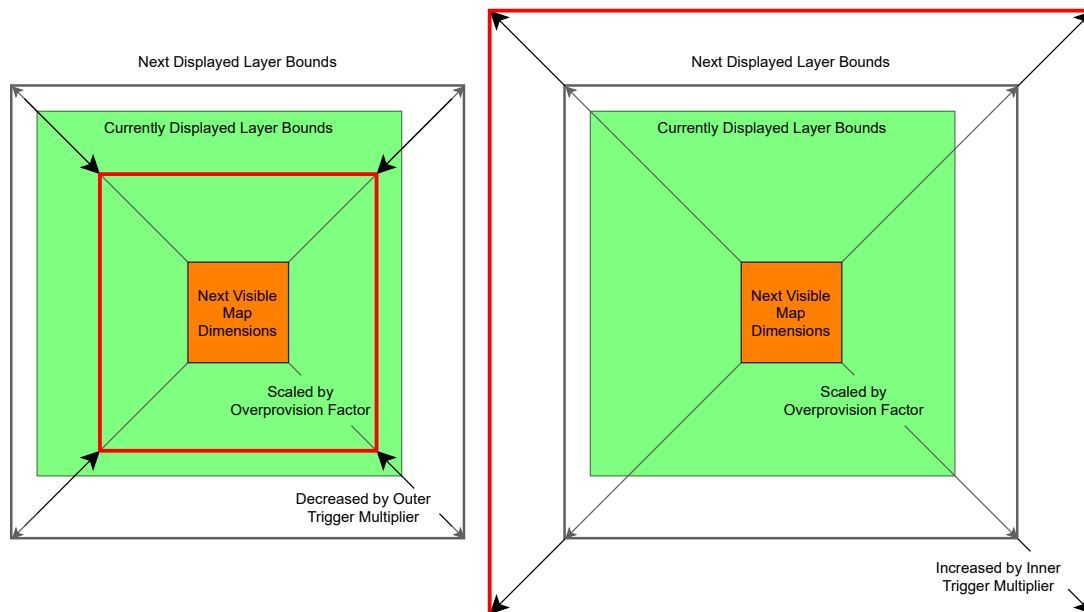 Next Displayed Layer Bounds
Currently Displayed Layer Bounds
Next Visible
Map
Dimensions
Scaled by
Overprovision Factor
Decreased by Outer
Trigger Multiplier
Next Displayed Layer Bounds
Currently Displayed Layer Bounds
Next Visible
Map
Dimensions
Scaled by
Overprovision Factor
Increased by Inner
Trigger Multiplier